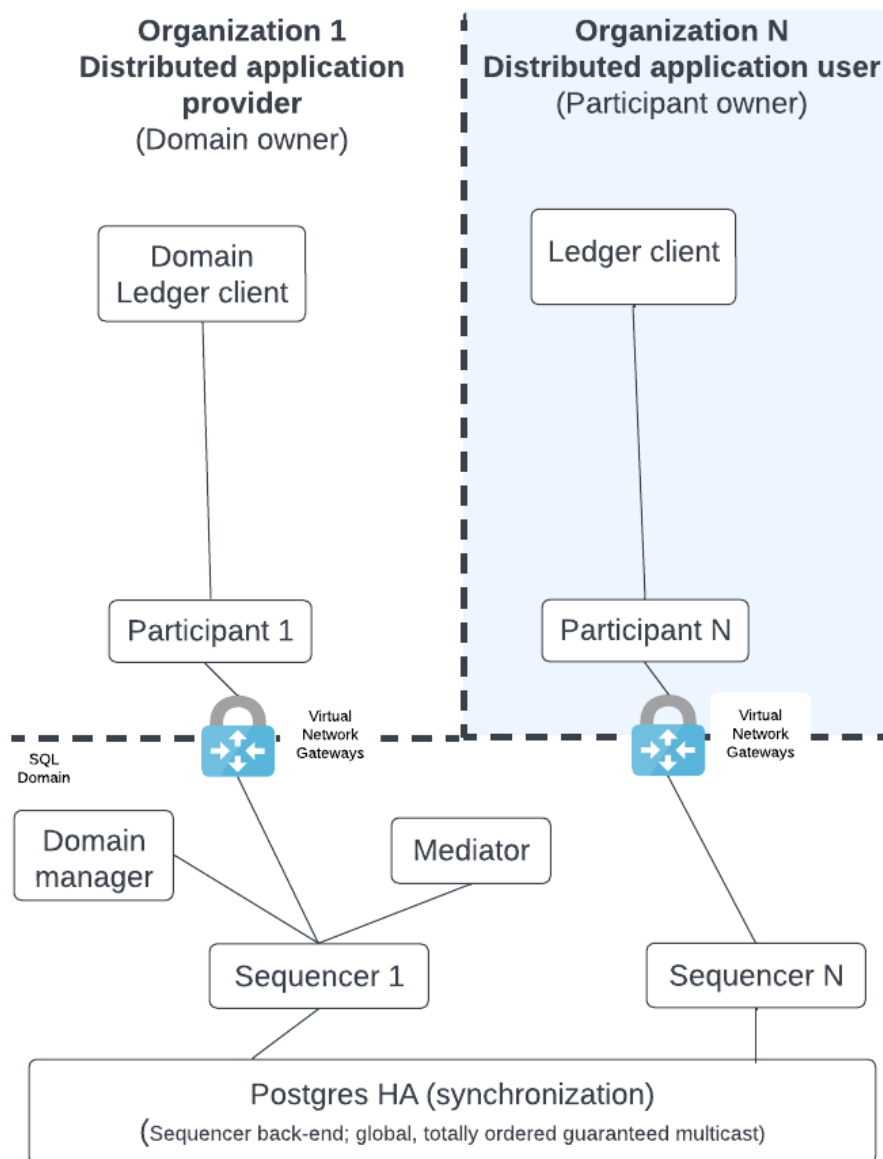 Organization 1
Distributed application
provider
(Domain owner)
Organization N
Distributed application user
(Participant owner)
Domain
Ledger client
Ledger client
Participant 1
Participant N
Virtual
Network
Gateways
Virtual
Network
Gateways
SQL
Domain
Domain
manager
Mediator
Sequencer 1
Sequencer N
Postgres HA (synchronization)
(Sequencer back-end; global, totally ordered guaranteed multicast)